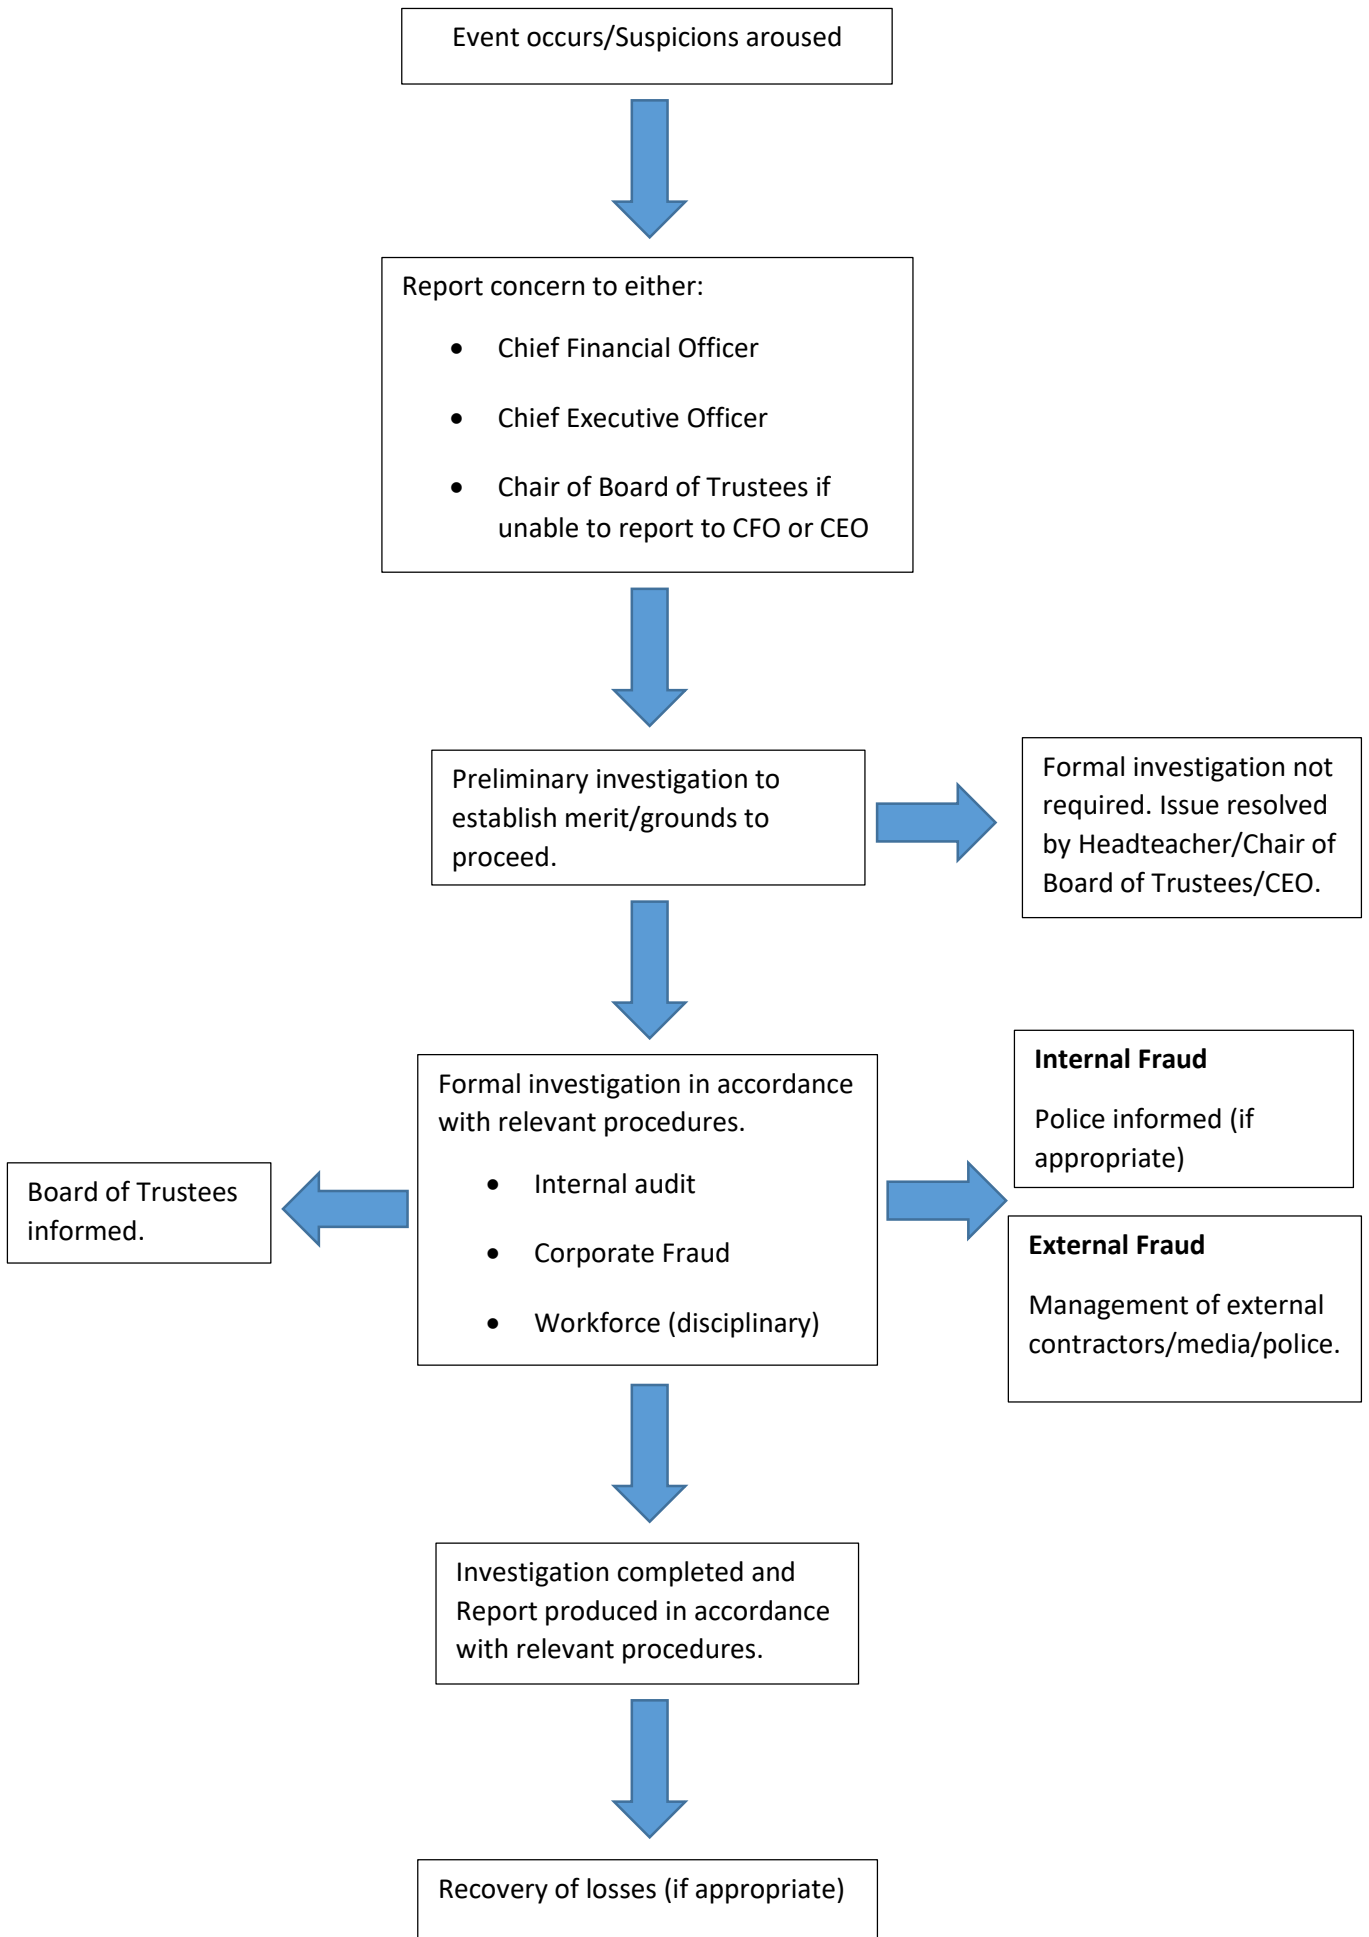 Event occurs/Suspicions aroused
Report concern to either:
• Chief Financial Officer
• Chief Executive Officer
• Chair of Board of Trustees if
unable to report to CFO or CEO
Preliminary investigation to
establish merit/grounds to
proceed.
Formal investigation not
required. Issue resolved
by Headteacher/Chair of
Board of Trustees/CEO.
Formal investigation in accordance
with relevant procedures.
• Internal audit
• Corporate Fraud
• Workforce (disciplinary)
Board of Trustees
informed.
Internal Fraud
Police informed (if
appropriate)
External Fraud
Management of external
contractors/media/police.
Investigation completed and
Report produced in accordance
with relevant procedures.
Recovery of losses (if appropriate)